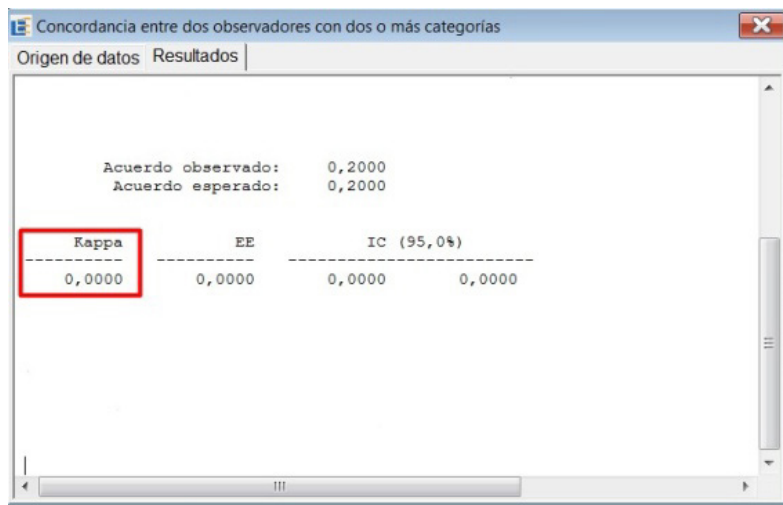 Concordancia entre dos observadores con dos o más categorías
Origen de datos Resultados
Acuerdo observado: 0,2000
Acuerdo esperado: 0,2000
Kappa EE IC (95,0%)
---------- ---------- -------------------------
0,0000 0,0000 0,0000 0,0000